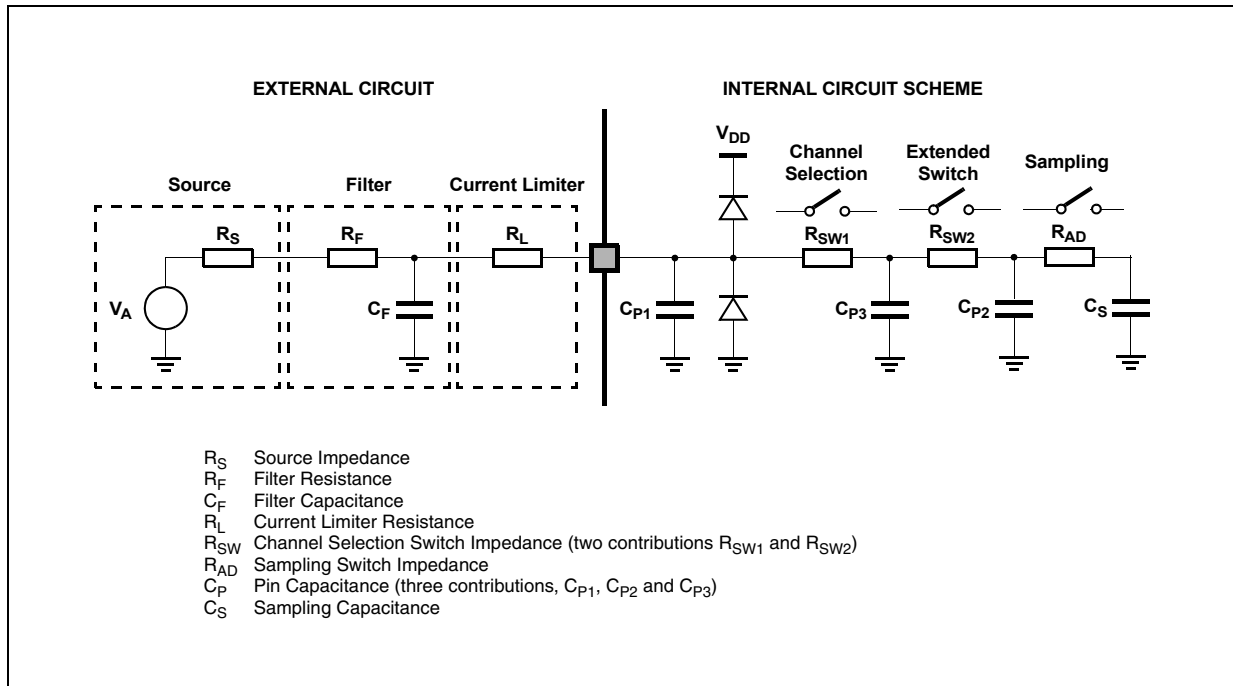 EXTERNAL CIRCUIT
INTERNAL CIRCUIT SCHEME
Source
Filter
Current Limiter
VDD
Channel
Selection
Extended
Switch
Sampling
RS
RF
RL
RSW1
RSW2
RAD
VA
CF
CP1
CP3
CP2
CS
RS Source Impedance
RF Filter Resistance
CF Filter Capacitance
RL Current Limiter Resistance
RSW Channel Selection Switch Impedance (two contributions RSW1 and RSW2)
RAD Sampling Switch Impedance
CP Pin Capacitance (three contributions, CP1, CP2 and CP3)
CS Sampling Capacitance